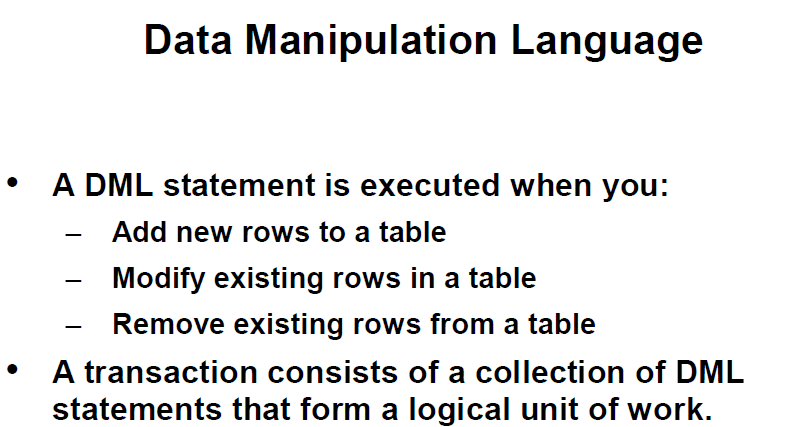 Data Manipulation Language
• A DML statement is executed when you:
– Add new rows to a table
– Modify existing rows in a table
– Remove existing rows from a table
• A transaction consists of a collection of DML
statements that form a logical unit of work.